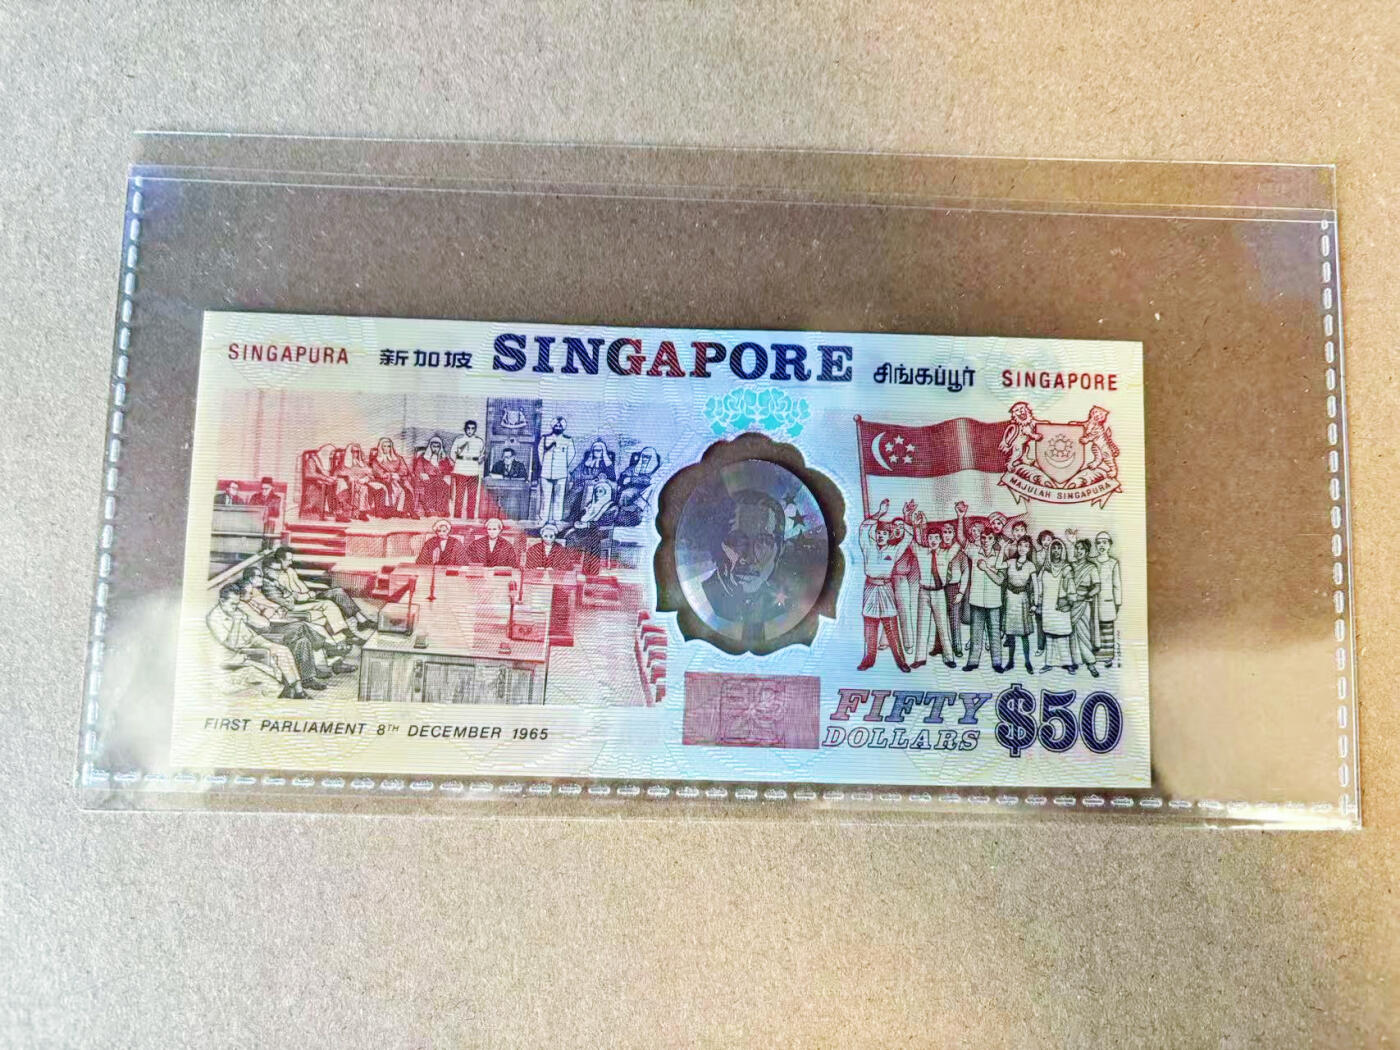 SINGAPURA 新加坡 SINGAPORE சிங்கப்பூர் SINGAPORE
MAJULAH SINGAPURA
FIRST PARLIAMENT 8TH DECEMBER 1965
FIFTY
DOLLARS
$50